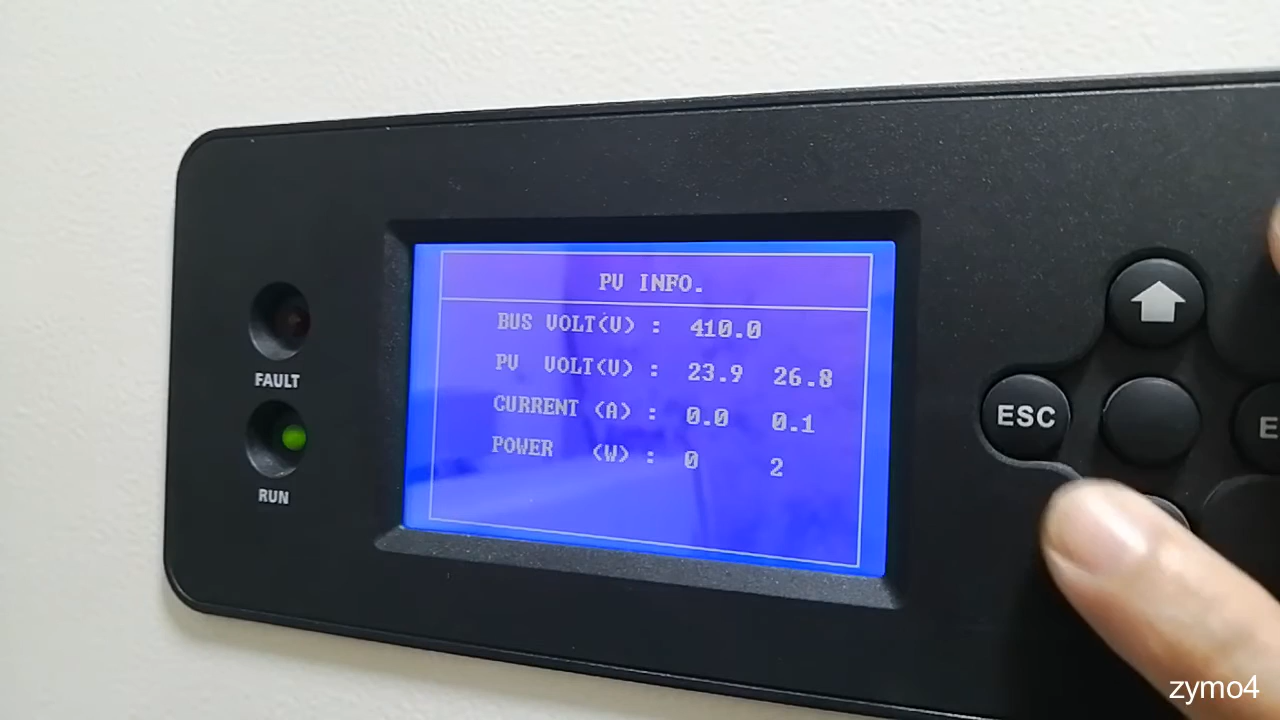 PV INFO.
BUS VOLT(V) : 410.0
PV VOLT(V) : 23.9 26.8
CURRENT (A) : 0.0 0.1
POWER (W) : 0 2
FAULT
RUN
ESC
E
zymo4